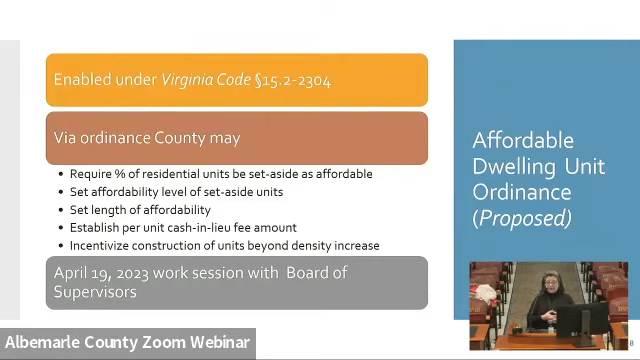 Enabled under Virginia Code §15.2-2304
Via ordinance County may
• Require % of residential units be set-aside as affordable
• Set affordability level of set-aside units
• Set length of affordability
• Establish per unit cash-in-lieu fee amount
• Incentivize construction of units beyond density increase
April 19, 2023 work session with Board of
Supervisors
Affordable
Dwelling Unit
Ordinance
(Proposed)
8
Albemarle County Zoom Webinar